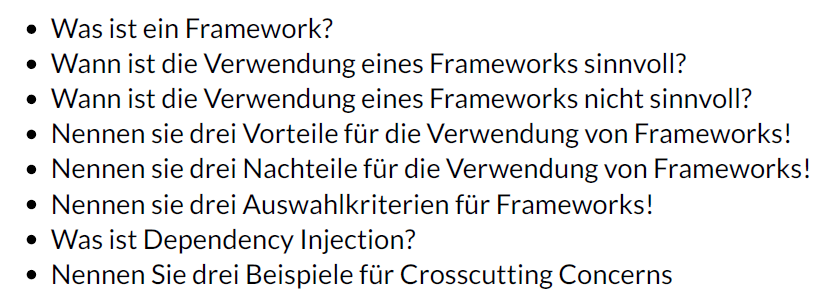 • Was ist ein Framework?
• Wann ist die Verwendung eines Frameworks sinnvoll?
• Wann ist die Verwendung eines Frameworks nicht sinnvoll?
• Nennen sie drei Vorteile für die Verwendung von Frameworks!
• Nennen sie drei Nachteile für die Verwendung von Frameworks!
• Nennen sie drei Auswahlkriterien für Frameworks!
• Was ist Dependency Injection?
• Nennen Sie drei Beispiele für Crosscutting Concerns